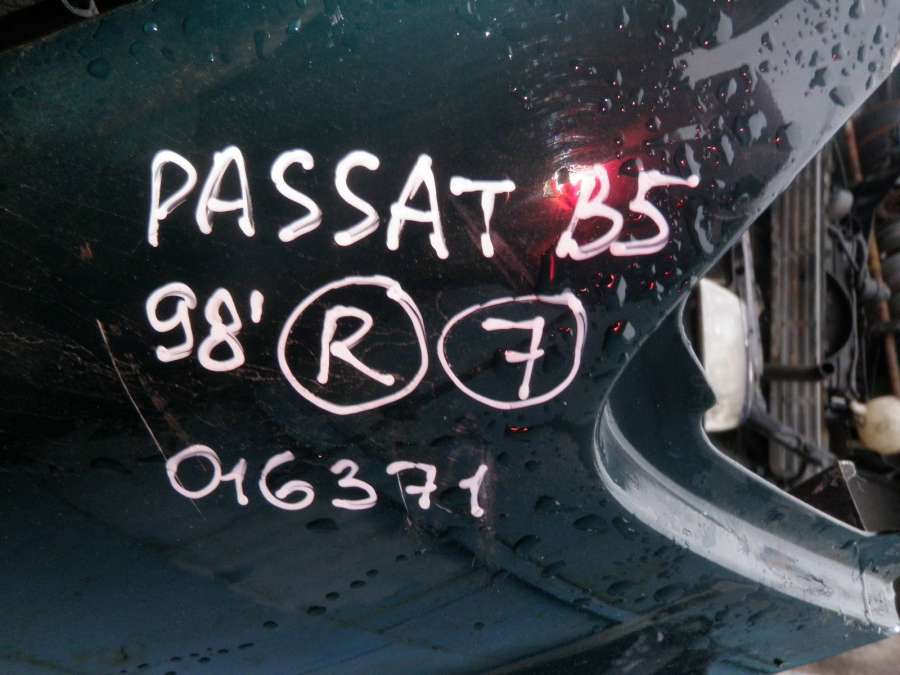 PASSAT B5
98' R 7
016371